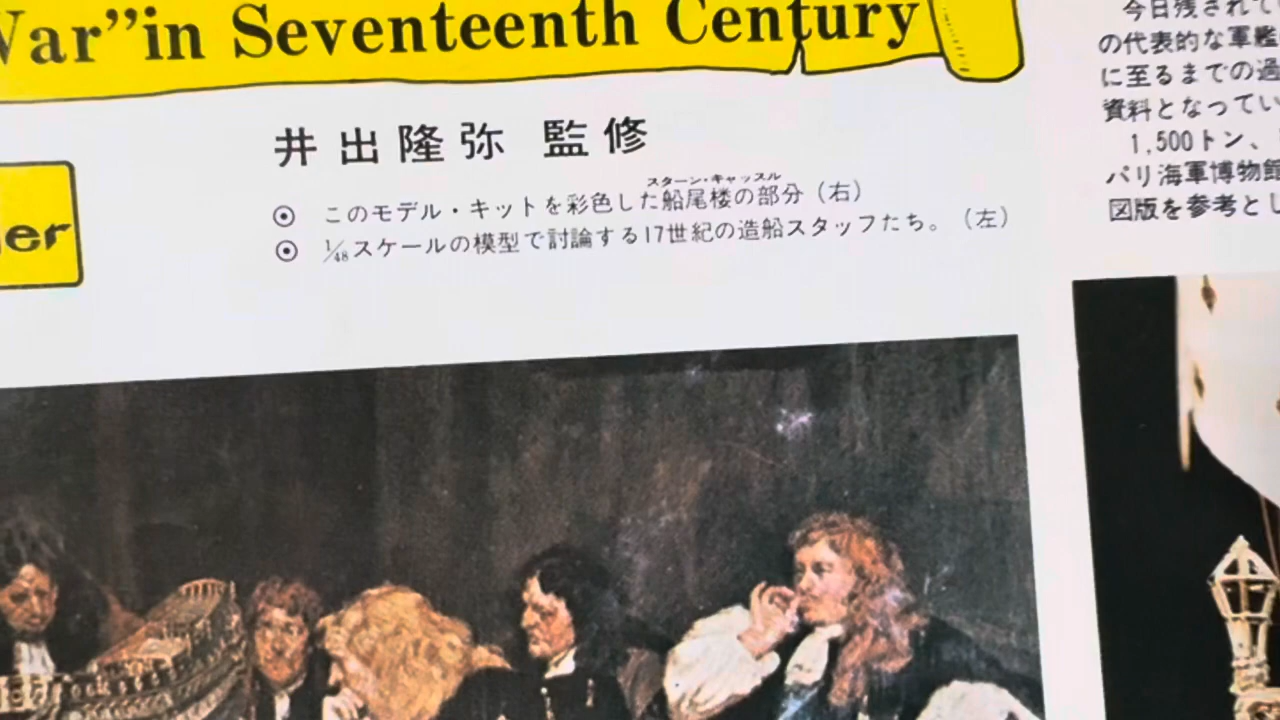 War” in Seventeenth Century
井出隆弥 監修
スターン・キャッスル
⦿ このモデル・キットを彩色した船尾楼の部分（右）
⦿ 1/48スケールの模型で討論する17世紀の造船スタッフたち。（左）
er
今日残されて
の代表的な軍艦
に至るまでの過
資料となってい
1,500トン、
パリ海軍博物館
図版を参考とし